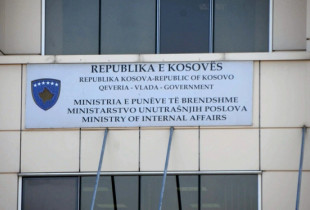 REPUBLIKA E KOSOVËS
REPUBLIKA KOSOVA-REPUBLIC OF KOSOVO
QEVERIA - VLADA - GOVERNMENT
MINISTRIA E PUNËVE TË BRENDSHME
MINISTARSTVO UNUTRAŠNJIH POSLOVA
MINISTRY OF INTERNAL AFFAIRS